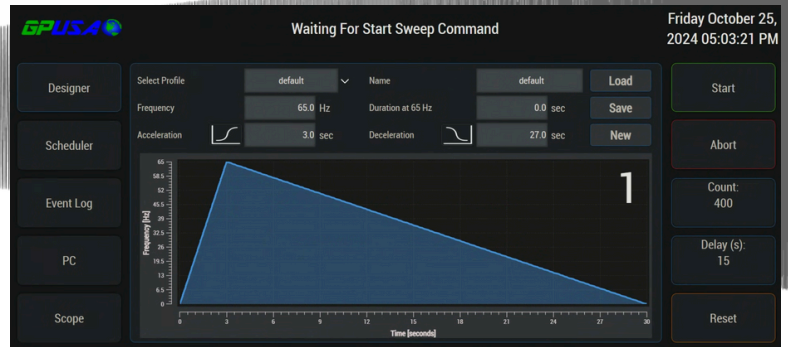 GPUSA
Waiting For Start Sweep Command
Friday October 25,
2024 05:03:21 PM
Designer
Scheduler
Event Log
PC
Scope
Select Profile default Name default Load
Frequency 65.0 Hz Duration at 65 Hz 0.0 sec Save
Acceleration 3.0 sec Deceleration 27.0 sec New
1
Frequency [Hz]
65
58.5
52
45.5
39
32.5
26
19.5
13
6.5
0
0 3 6 9 12 15 18 21 24 27 30
Time [seconds]
Start
Abort
Count:
400
Delay (s):
15
Reset